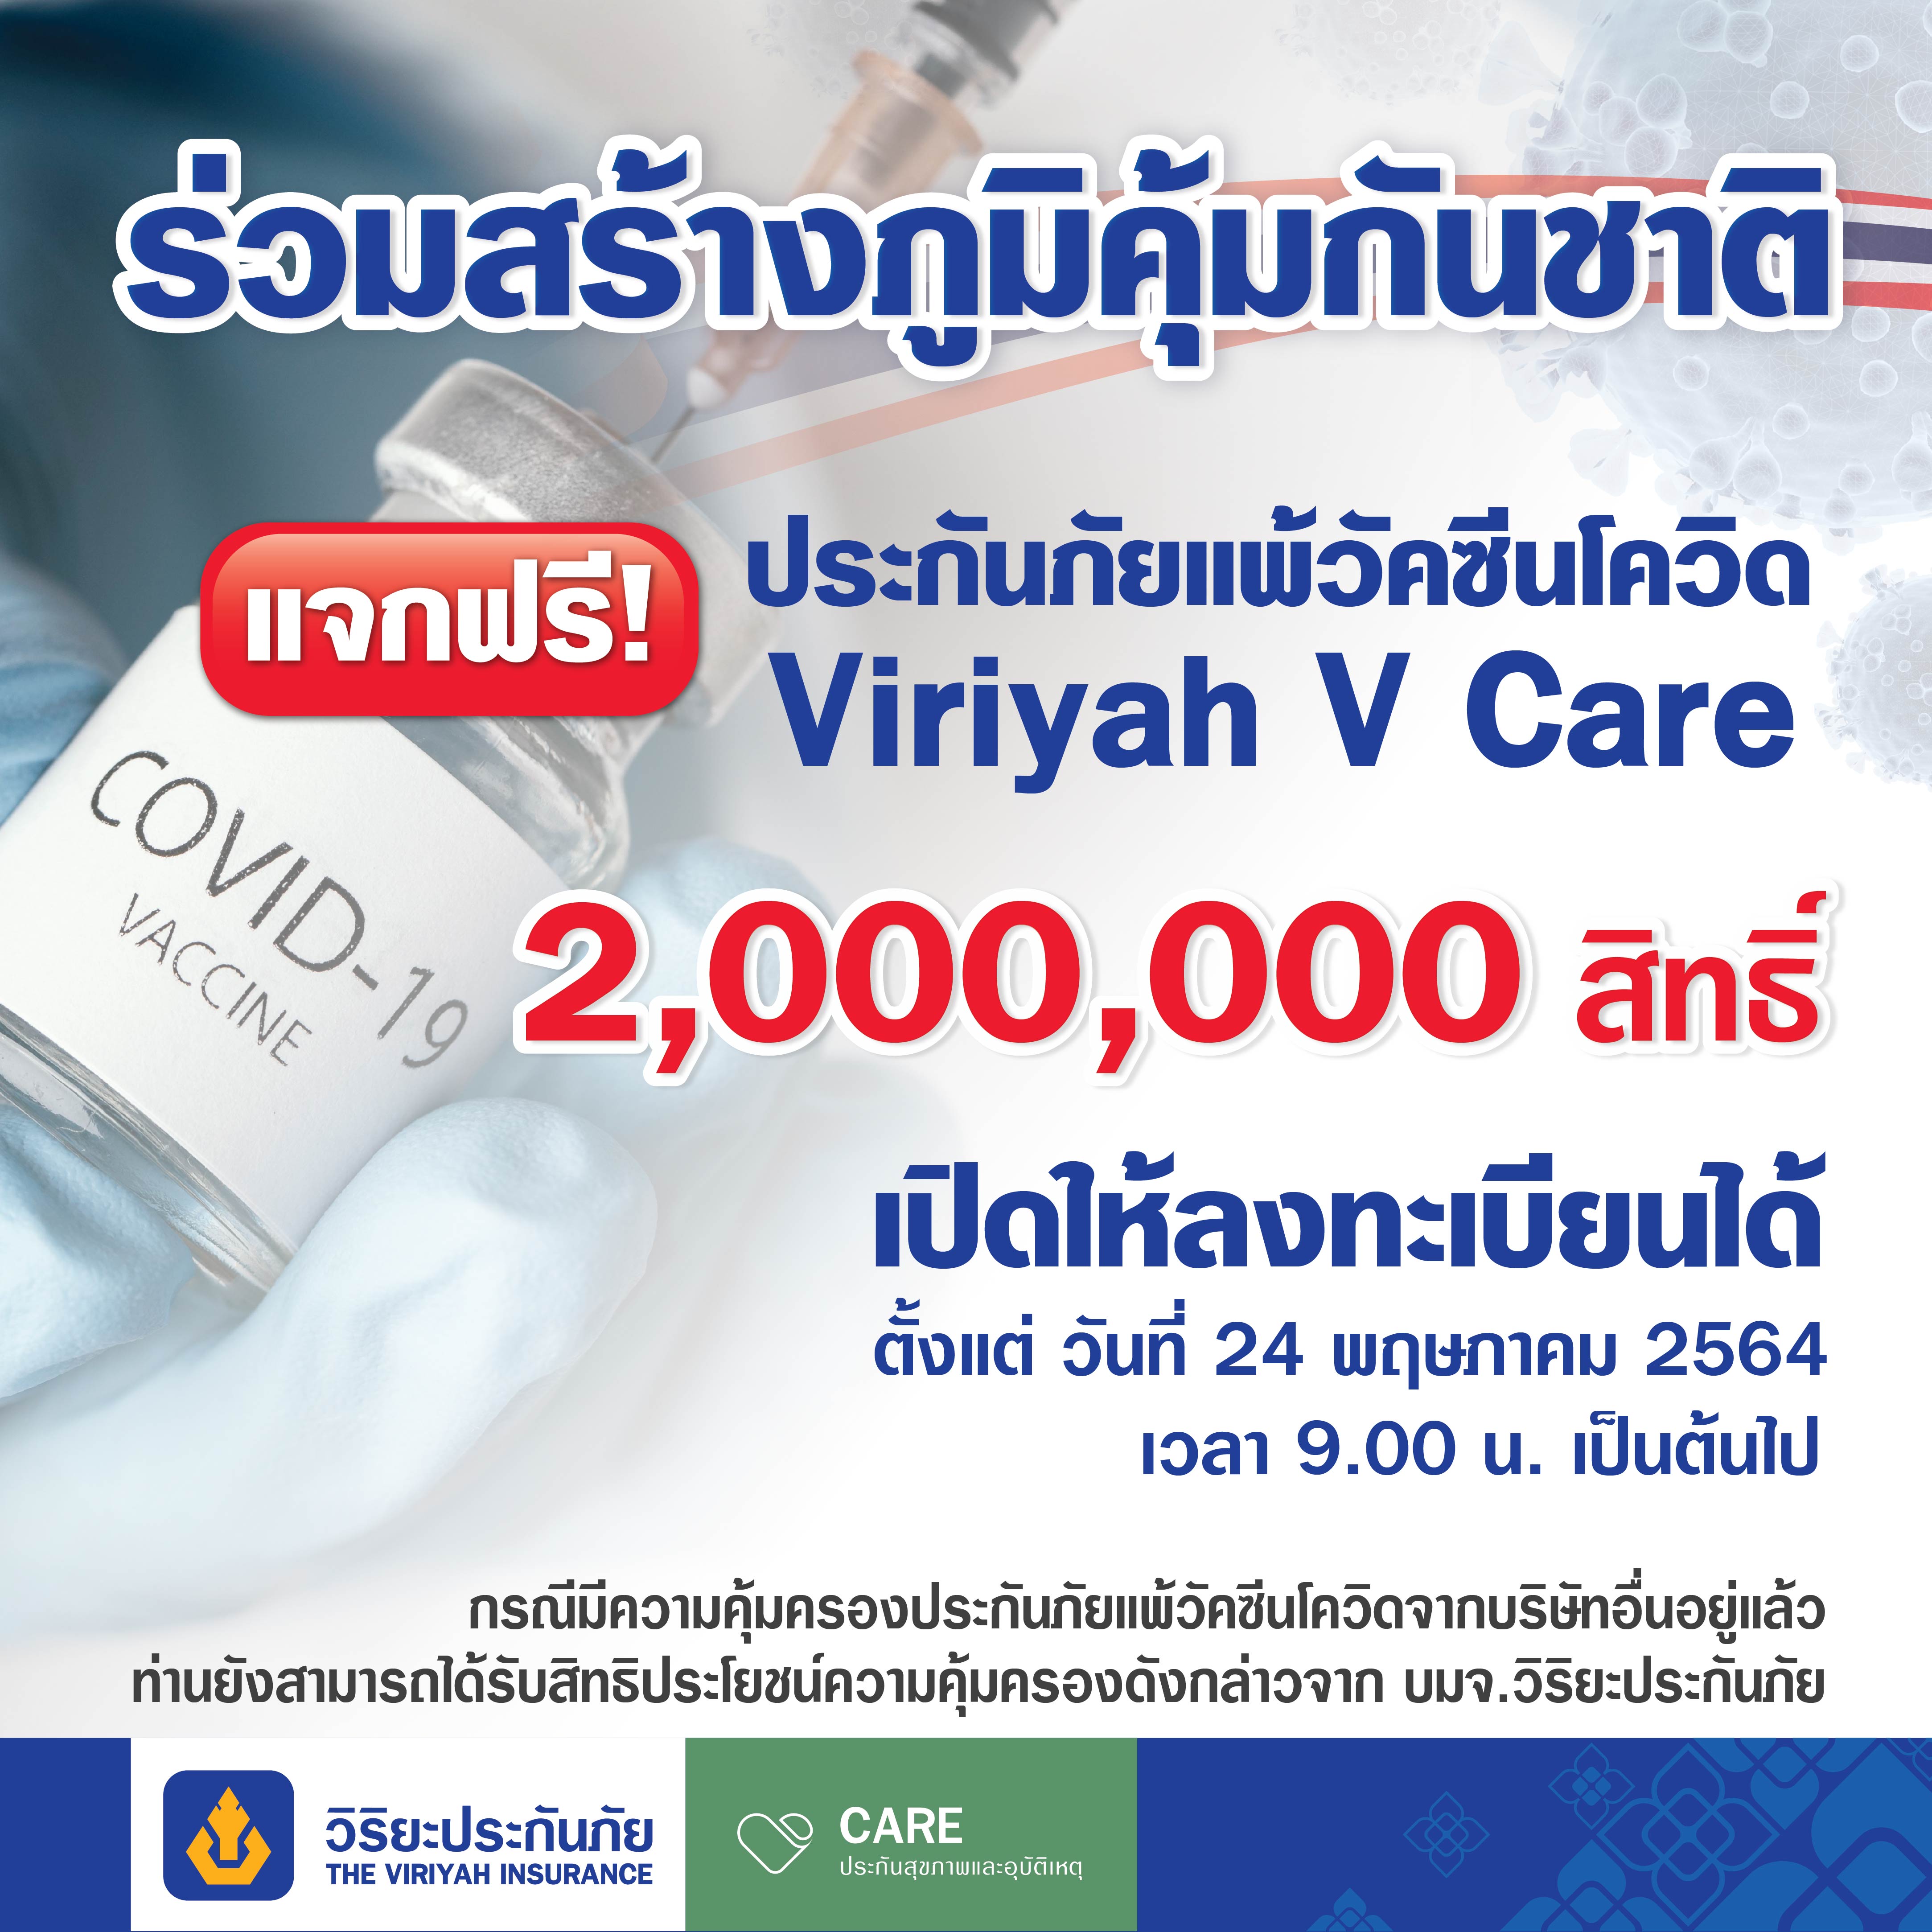 ร่วมสร้างภูมิคุ้มกันชาติ
แจกฟรี!
ประกันภัยแพ้วัคซีนโควิด
Viriyah V Care
COVID-19
VACCINE
2,000,000 สิทธิ์
เปิดให้ลงทะเบียนได้
ตั้งแต่ วันที่ 24 พฤษภาคม 2564
เวลา 9.00 น. เป็นต้นไป
กรณีมีความคุ้มครองประกันภัยแพ้วัคซีนโควิดจากบริษัทอื่นอยู่แล้ว
ท่านยังสามารถได้รับสิทธิประโยชน์ความคุ้มครองดังกล่าวจาก บมจ.วิริยะประกันภัย
วิริยะประกันภัย
THE VIRIYAH INSURANCE
CARE
ประกันสุขภาพและอุบัติเหตุ